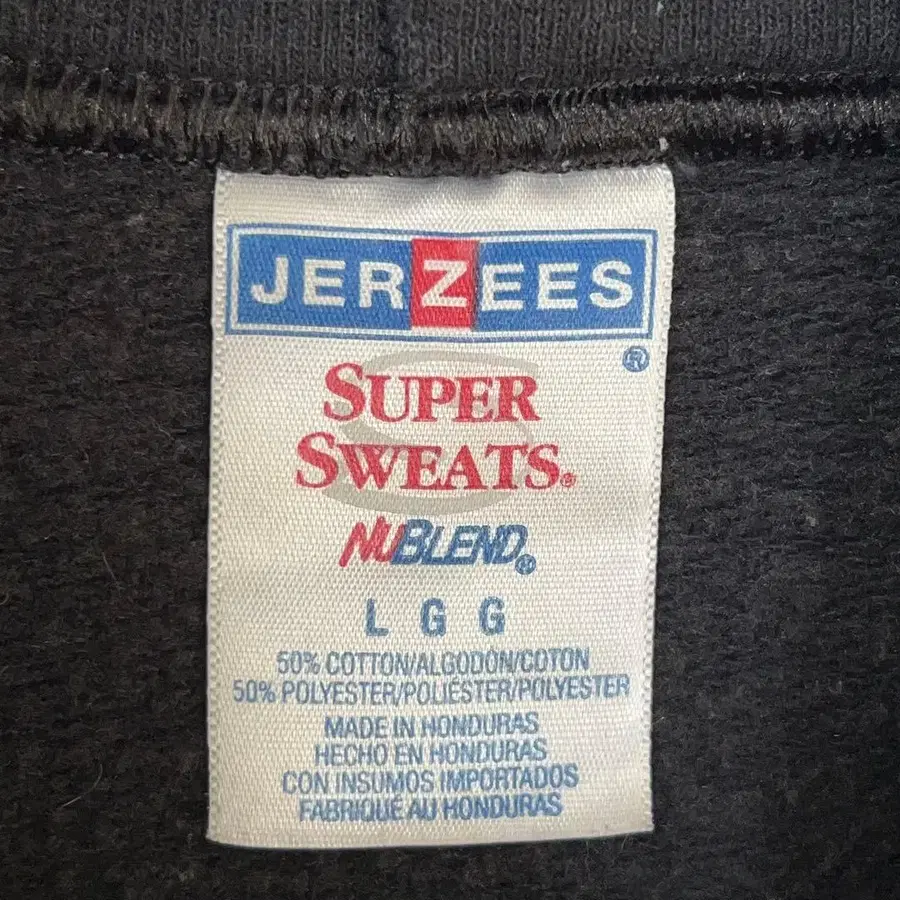 JERZEES
®
SUPER
SWEATS®
NUBLEND®
L G G
50% COTTON/ALGODÓN/COTON
50% POLYESTER/POLIÉSTER/POLYESTER
MADE IN HONDURAS
HECHO EN HONDURAS
CON INSUMOS IMPORTADOS
FABRIQUÉ AU HONDURAS